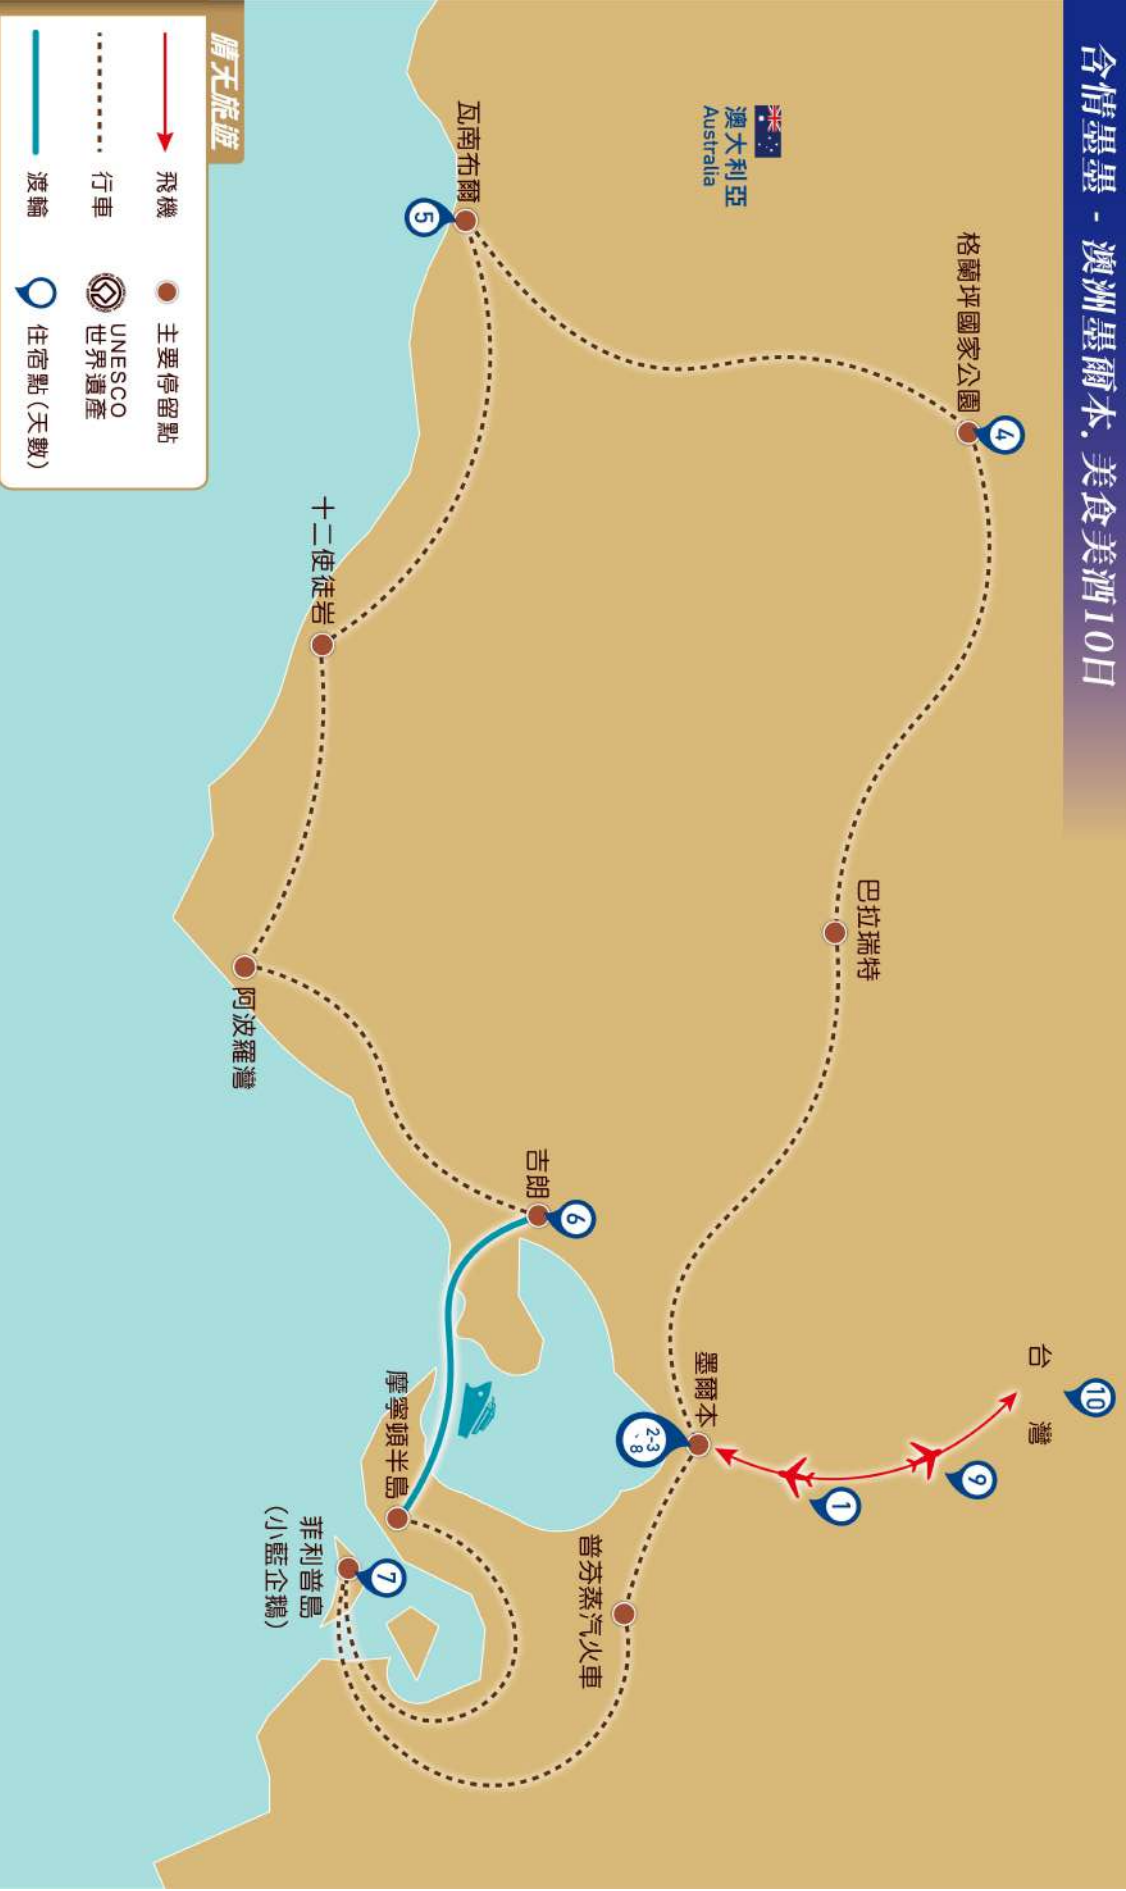 含情墨墨 - 澳洲墨爾本. 美食美酒10日
澳大利亞
Australia
格蘭坪國家公園
4
瓦南布爾
5
巴拉瑞特
十二使徒岩
阿波羅灣
吉朗
6
台灣
10
9
1
墨爾本
2-3
、8
普芬蒸汽火車
摩寧頓半島
菲利普島
(小藍企鵝)
7
晴天旅遊
飛機
主要停留點
行車
UNESCO
世界遺產
渡輪
住宿點(天數)